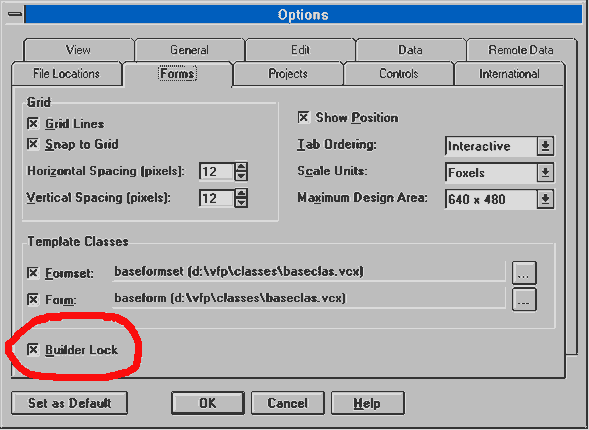 Options
View General Edit Data Remote Data
File Locations Forms Projects Controls International
Grid
Grid Lines
Snap to Grid
Horizontal Spacing (pixels): 12
Vertical Spacing (pixels): 12
Show Position
Tab Ordering: Interactive
Scale Units: Foxels
Maximum Design Area: 640 x 480
Template Classes
Formset: baseformset (d:\vfp\classes\baseclas.vcx) ...
Form: baseform (d:\vfp\classes\baseclas.vcx) ...
Builder Lock
Set as Default OK Cancel Help